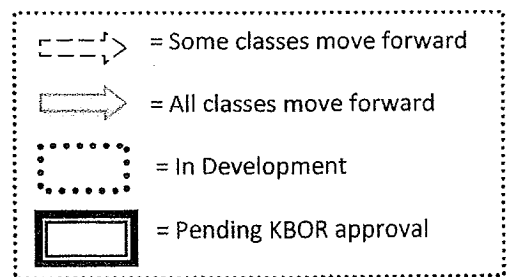 = Some classes move forward
= All classes move forward
= In Development
= Pending KBOR approval